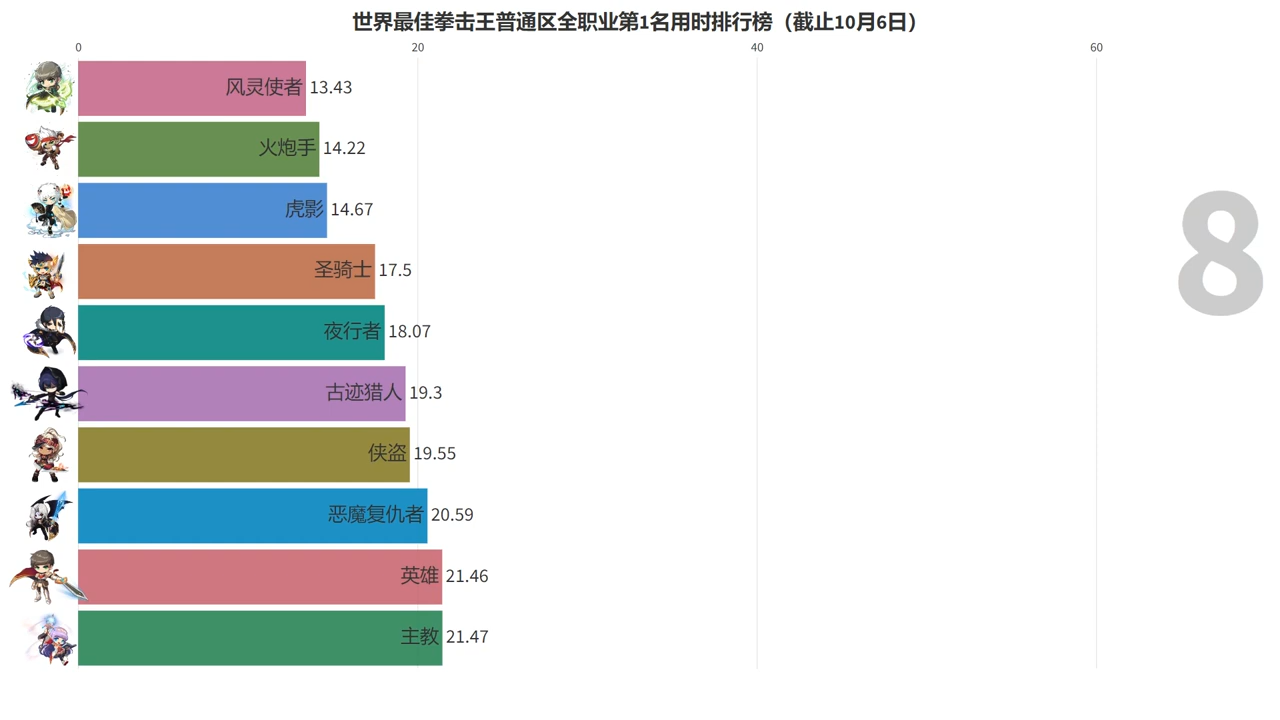 世界最佳拳击王普通区全职业第1名用时排行榜（截止10月6日）
0 20 40 60
风灵使者 13.43
火炮手 14.22
虎影 14.67
圣骑士 17.5
夜行者 18.07
古迹猎人 19.3
侠盗 19.55
恶魔复仇者 20.59
英雄 21.46
主教 21.47
8